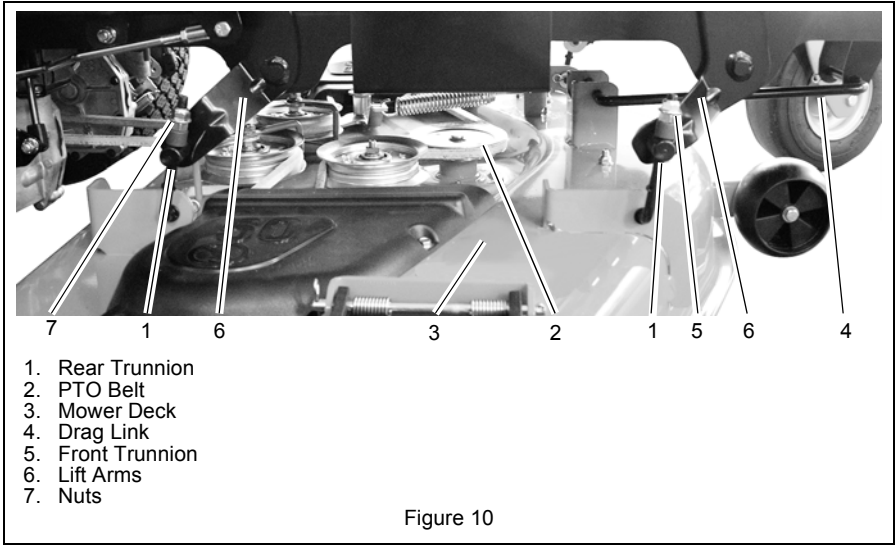 7 1 6 3 2 1 5 6 4
1. Rear Trunnion
2. PTO Belt
3. Mower Deck
4. Drag Link
5. Front Trunnion
6. Lift Arms
7. Nuts
Figure 10